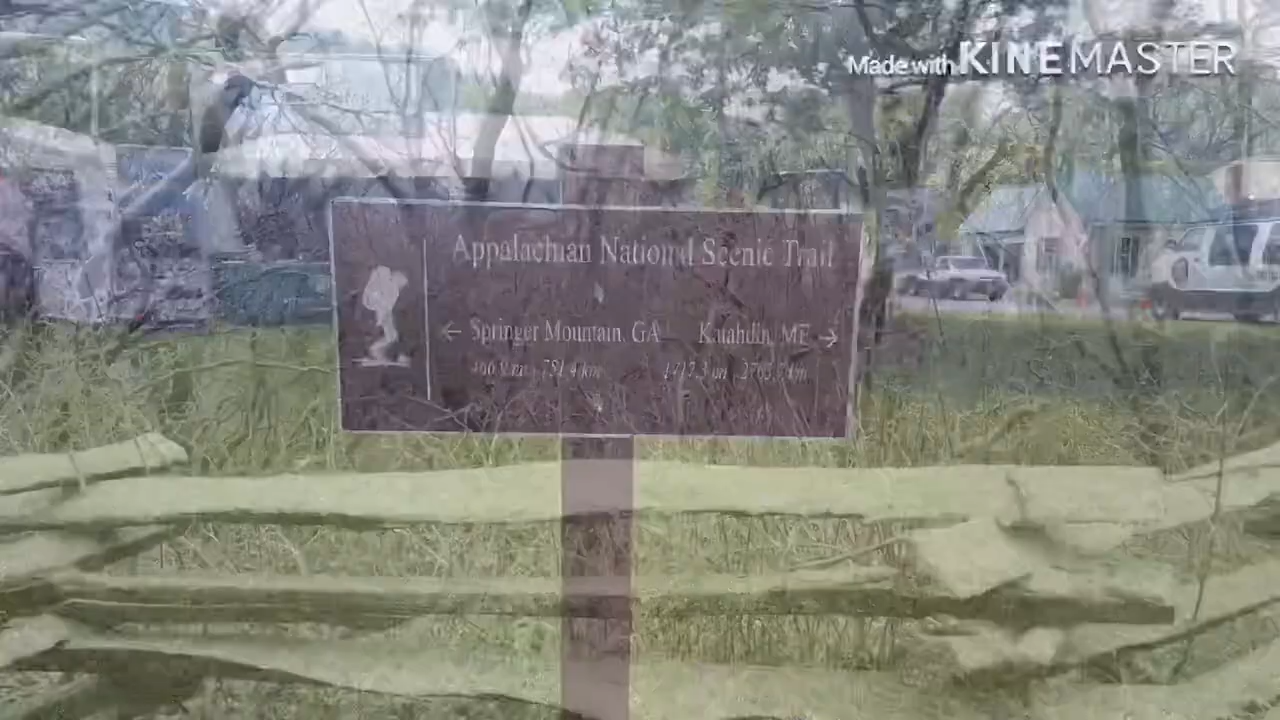 Made with KINEMASTER
Appalachian National Scenic Trail
← Springer Mountain, GA Katahdin, ME →